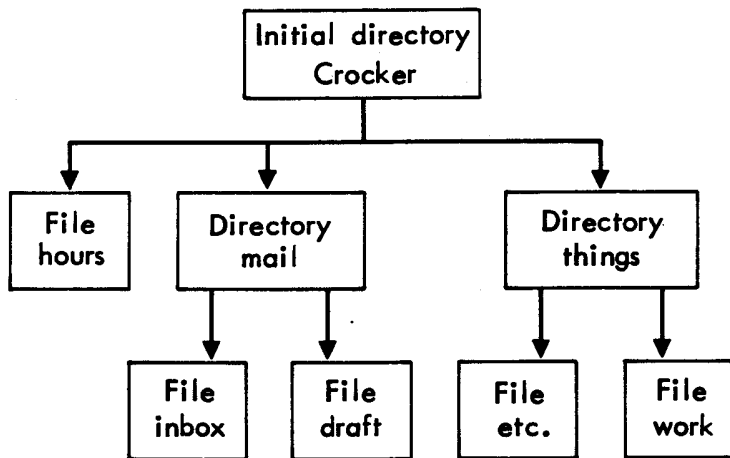 Initial directory
Crocker
File
hours
Directory
mail
Directory
things
File
inbox
File
draft
File
etc.
File
work